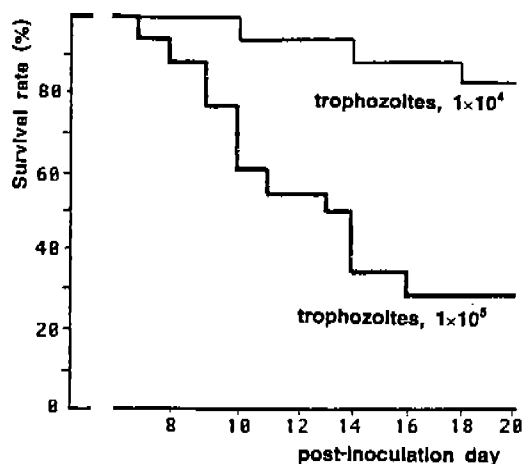 Survival rate (%)
80
60
40
20
0
trophozoites, 1×10⁴
trophozoites, 1×10⁵
8 10 12 14 16 18 20
post-inoculation day